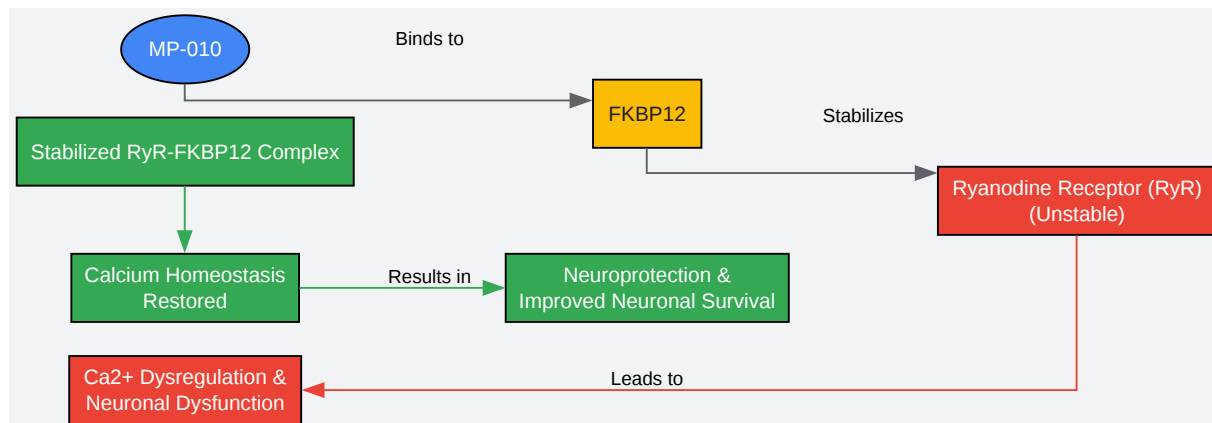 MP-010
Binds to
FKBP12
Stabilizes
Stabilized RyR-FKBP12 Complex
Ryanodine Receptor (RyR)
(Unstable)
Calcium Homeostasis
Restored
Results in
Neuroprotection &
Improved Neuronal Survival
Ca2+ Dysregulation &
Neuronal Dysfunction
Leads to